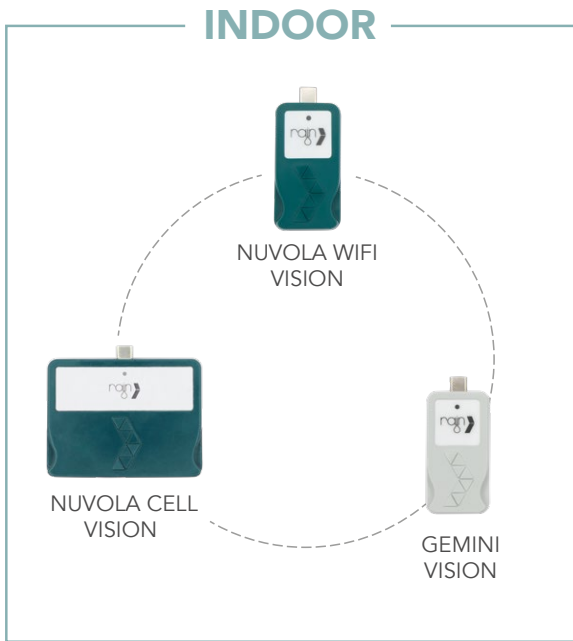 INDOOR
rain
NUVOLA WIFI
VISION
rain
NUVOLA CELL
VISION
rain
GEMINI
VISION